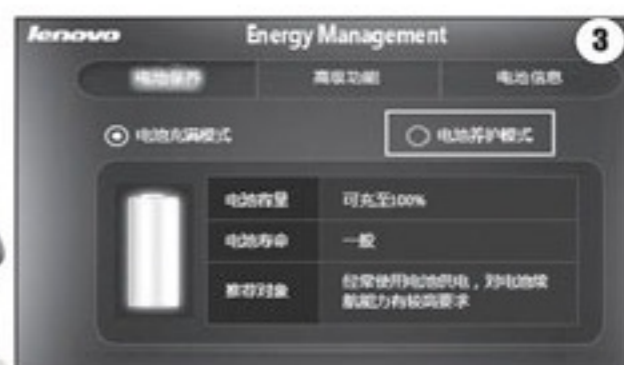 lenovo Energy Management 3
电池保养 高级功能 电池信息
电池充满模式 电池养护模式
电池容量 可充至100%
电池寿命 一般
推荐对象 经常使用电池供电，对电池续
航能力有较高要求